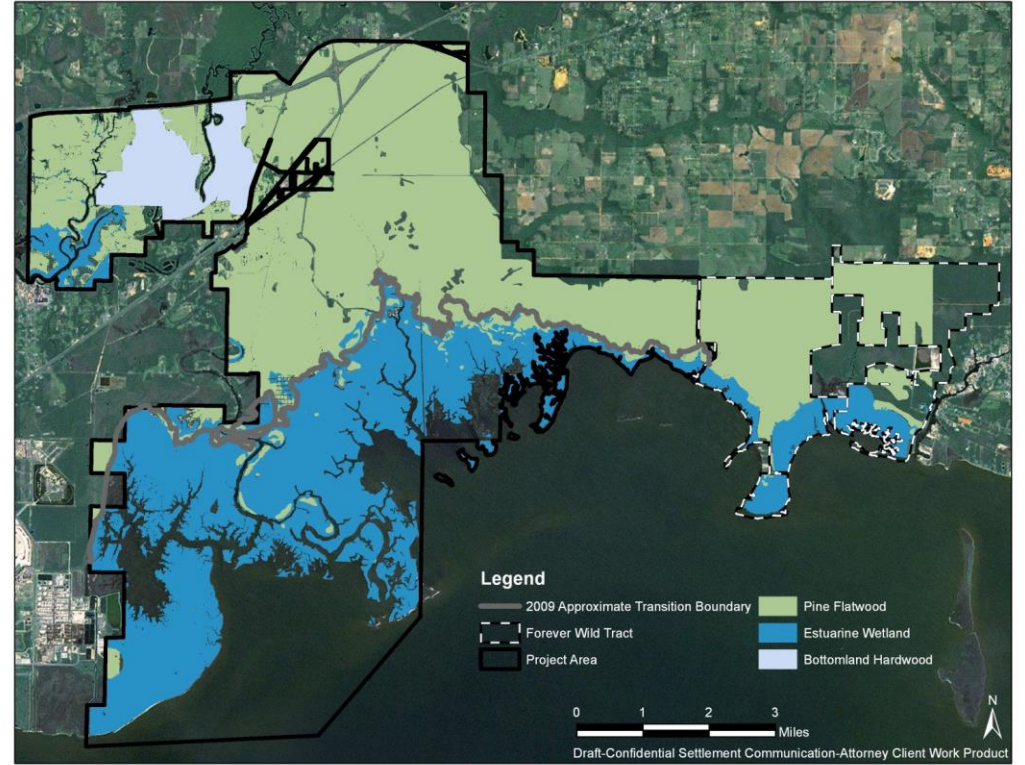 Legend
2009 Approximate Transition Boundary
Forever Wild Tract
Project Area
Pine Flatwood
Estuarine Wetland
Bottomland Hardwood
0 1 2 3
Miles
N
Draft-Confidential Settlement Communication-Attorney Client Work Product